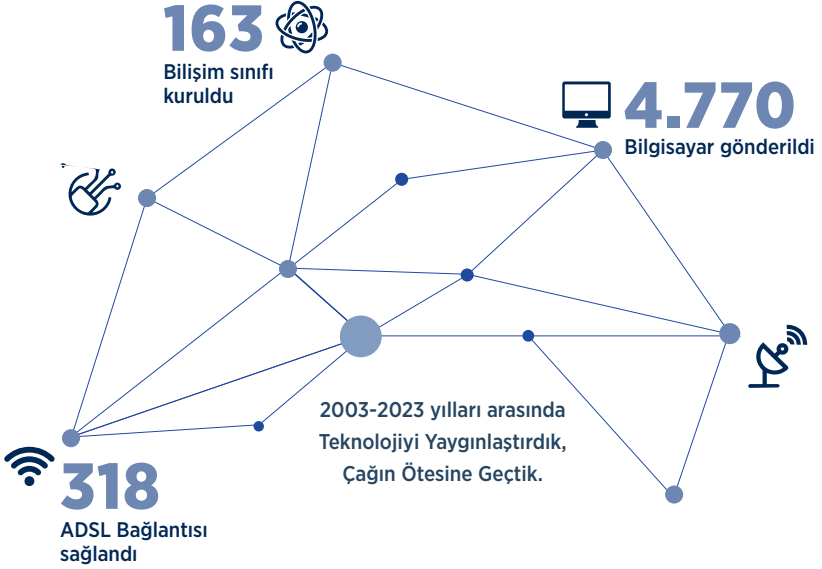 163
Bilişim sınıfı
kuruldu
4.770
Bilgisayar gönderildi
2003-2023 yılları arasında
Teknolojiyi Yaygınlaştırdık,
Çağın Ötesine Geçtik.
318
ADSL Bağlantısı
sağlandı